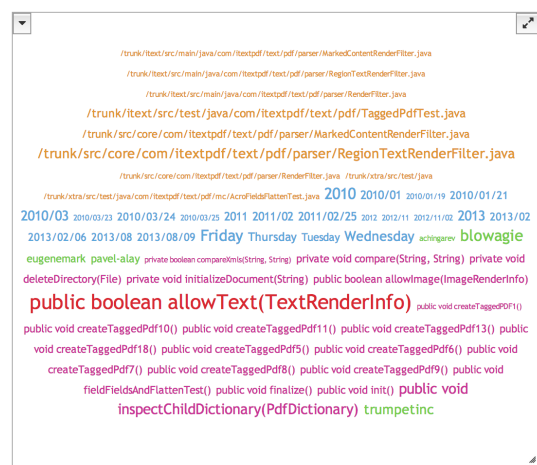 /trunk/itext/src/main/java/com/itextpdf/text/pdf/parser/MarkedContentRenderFilter.java
/trunk/itext/src/main/java/com/itextpdf/text/pdf/parser/RegionTextRenderFilter.java
/trunk/itext/src/main/java/com/itextpdf/text/pdf/parser/RenderFilter.java
/trunk/itext/src/test/java/com/itextpdf/text/pdf/TaggedPdfTest.java
/trunk/src/core/com/itextpdf/text/pdf/parser/MarkedContentRenderFilter.java
/trunk/src/core/com/itextpdf/text/pdf/parser/RegionTextRenderFilter.java
/trunk/src/core/com/itextpdf/text/pdf/parser/RenderFilter.java /trunk/xtra/src/test/java
/trunk/xtra/src/test/java/com/itextpdf/text/pdf/mc/AcroFieldsFlattenTest.java 2010 2010/01 2010/01/19 2010/01/21
2010/03 2010/03/23 2010/03/24 2010/03/25 2011 2011/02 2011/02/25 2012 2012/11 2012/11/02 2013 2013/02
2013/02/06 2013/08 2013/08/09 Friday Thursday Tuesday Wednesday achingarev blowagie
eugenemark pavel-alay private boolean compareXmls(String, String) private void compare(String, String) private void
deleteDirectory(File) private void initializeDocument(String) public boolean allowImage(ImageRenderInfo)
public boolean allowText(TextRenderInfo) public void createTaggedPDF1()
public void createTaggedPdf10() public void createTaggedPdf11() public void createTaggedPdf13() public
void createTaggedPdf18() public void createTaggedPdf5() public void createTaggedPdf6() public void
createTaggedPdf7() public void createTaggedPdf8() public void createTaggedPdf9() public void
fieldFieldsAndFlattenTest() public void finalize() public void init() public void
inspectChildDictionary(PdfDictionary) trumpetinc